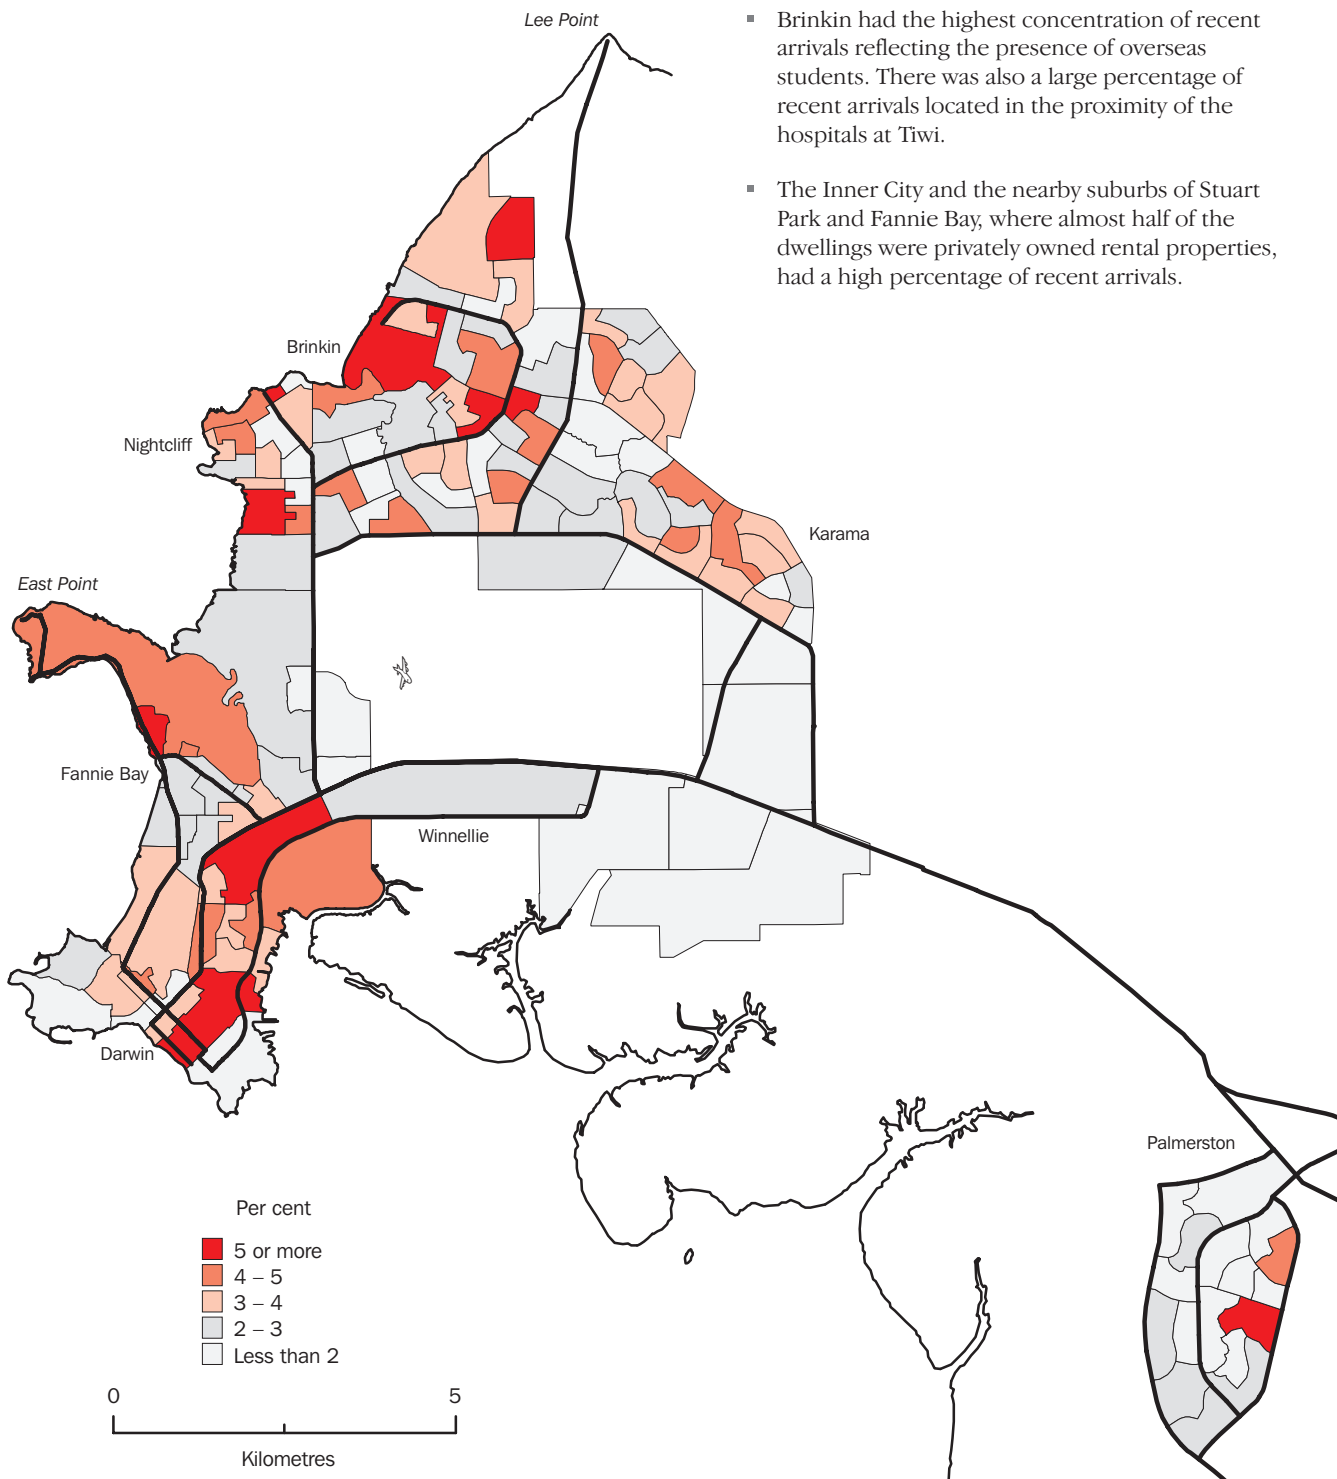 Lee Point
▪ Brinkin had the highest concentration of recent
arrivals reflecting the presence of overseas
students. There was also a large percentage of
recent arrivals located in the proximity of the
hospitals at Tiwi.
▪ The Inner City and the nearby suburbs of Stuart
Park and Fannie Bay, where almost half of the
dwellings were privately owned rental properties,
had a high percentage of recent arrivals.
Brinkin
Nightcliff
Karama
East Point
Fannie Bay
Winnellie
Darwin
Palmerston
Per cent
5 or more
4 – 5
3 – 4
2 – 3
Less than 2
0 5
Kilometres